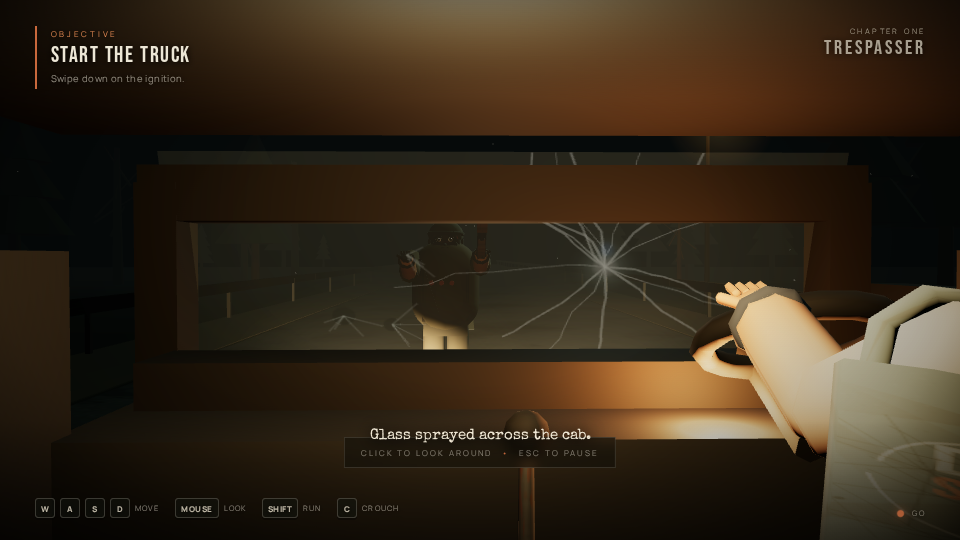 OBJECTIVE
START THE TRUCK
Swipe down on the ignition.
CHAPTER ONE
TRESPASSER
Glass sprayed across the cab.
CLICK TO LOOK AROUND • ESC TO PAUSE
W A S D MOVE MOUSE LOOK SHIFT RUN C CROUCH
GO